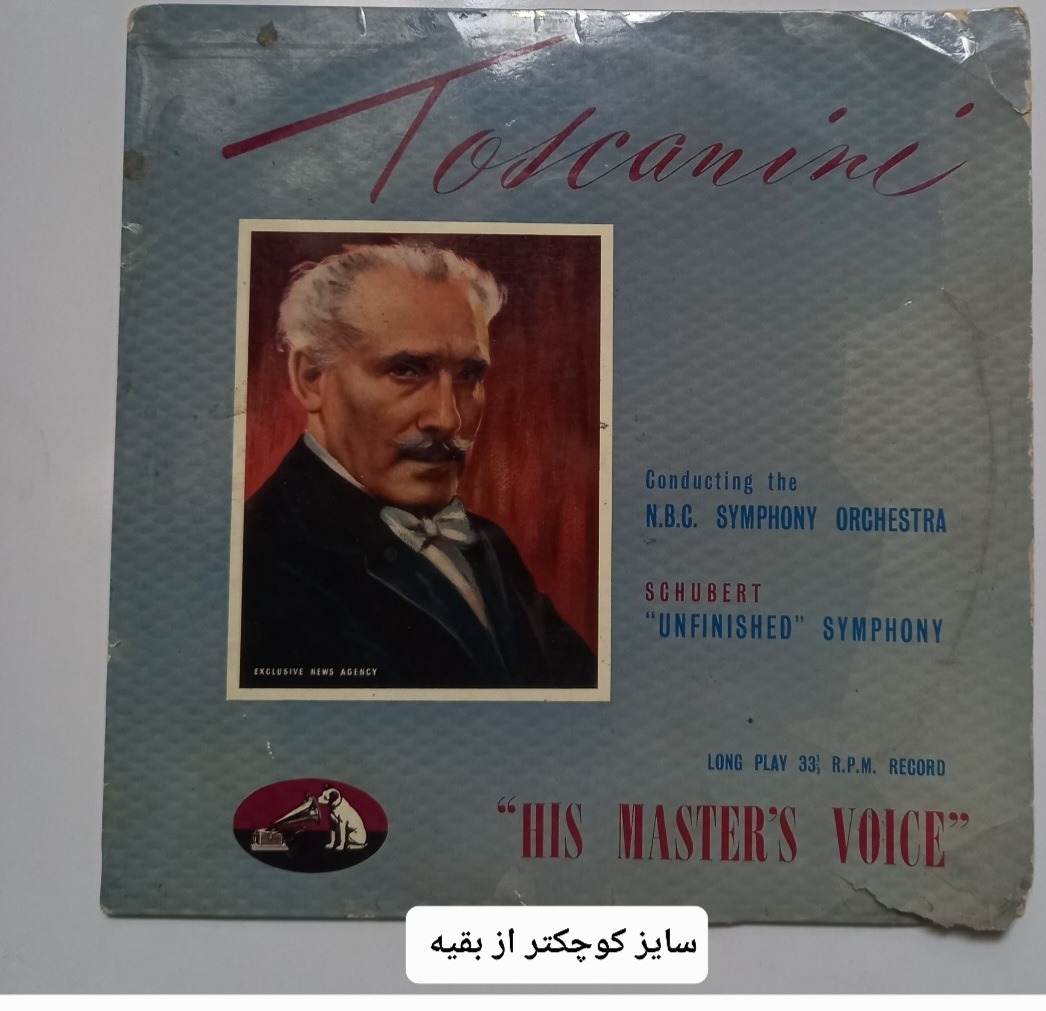 Toscanini
Conducting the
N.B.C. SYMPHONY ORCHESTRA
SCHUBERT
"UNFINISHED" SYMPHONY
EXCLUSIVE NEWS AGENCY
LONG PLAY 33⅓ R.P.M. RECORD
"HIS MASTER'S VOICE"
سایز کوچکتر از بقیه